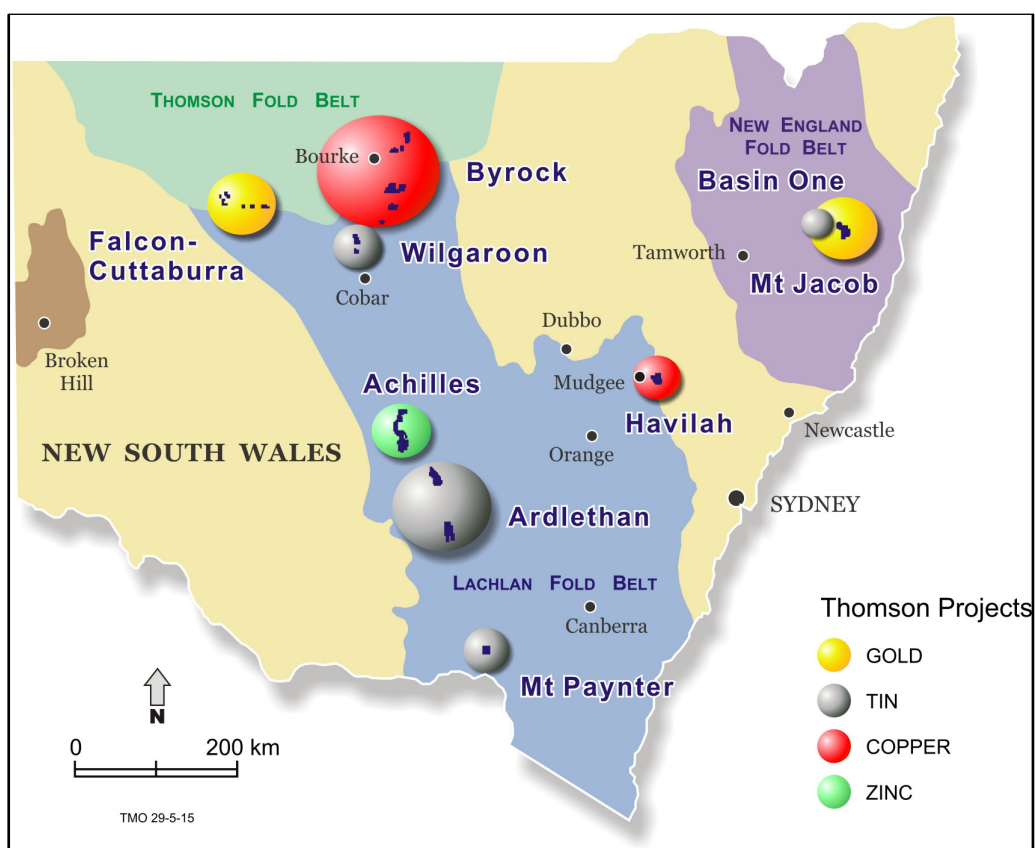 THOMSON FOLD BELT
NEW ENGLAND
FOLD BELT
Bourke
Byrock
Basin One
Falcon-
Cuttaburra
Wilgaroon
Tamworth
Mt Jacob
Cobar
Broken
Hill
Dubbo
Achilles
Mudgee
Havilah
Newcastle
NEW SOUTH WALES
Orange
SYDNEY
Ardlethan
LACHLAN FOLD BELT
Canberra
Mt Paynter
Thomson Projects
GOLD
TIN
COPPER
ZINC
N
0 200 km
TMO 29-5-15